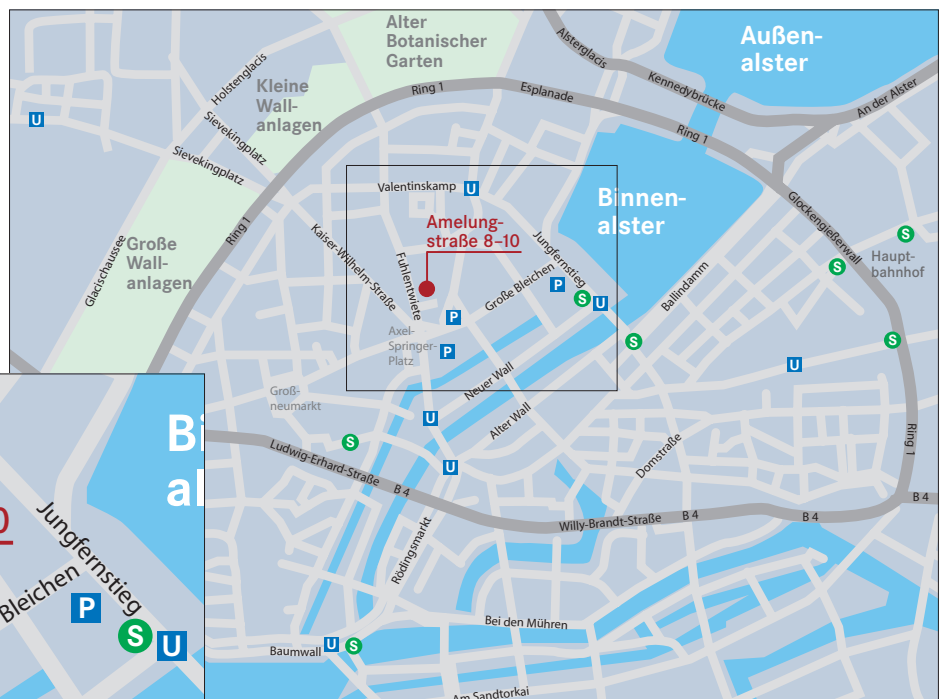 Alter
Botanischer
Garten
Außen-
alster
Alsterglacis
Kennedybrücke
An der Alster
Holstenglacis
Kleine
Wall-
anlagen
Ring 1
Esplanade
Ring 1
U
Sievekingplatz
Sievekingplatz
Valentinskamp
U
Binnen-
alster
Glockengießerwall
Amelung-
straße 8–10
Jungfernstieg
S
Haupt-
bahnhof
S
Große
Wall-
anlagen
Ring 1
Glacischaussee
Kaiser-Wilhelm-Straße
Fuhlentwiete
Große Bleichen
P
S
U
Ballindamm
P
Axel-
Springer-
Platz
P
S
S
U
Neuer Wall
Groß-
neumarkt
Alter Wall
U
S
Domstraße
Ring 1
Ludwig-Erhard-Straße
B 4
U
B 4
Willy-Brandt-Straße
B 4
B 4
Rödingsmarkt
Bei den Mühren
Baumwall
U
S
Am Sandtorkai
Bi
al
0
Jungfernstieg
Bleichen
P
S
U